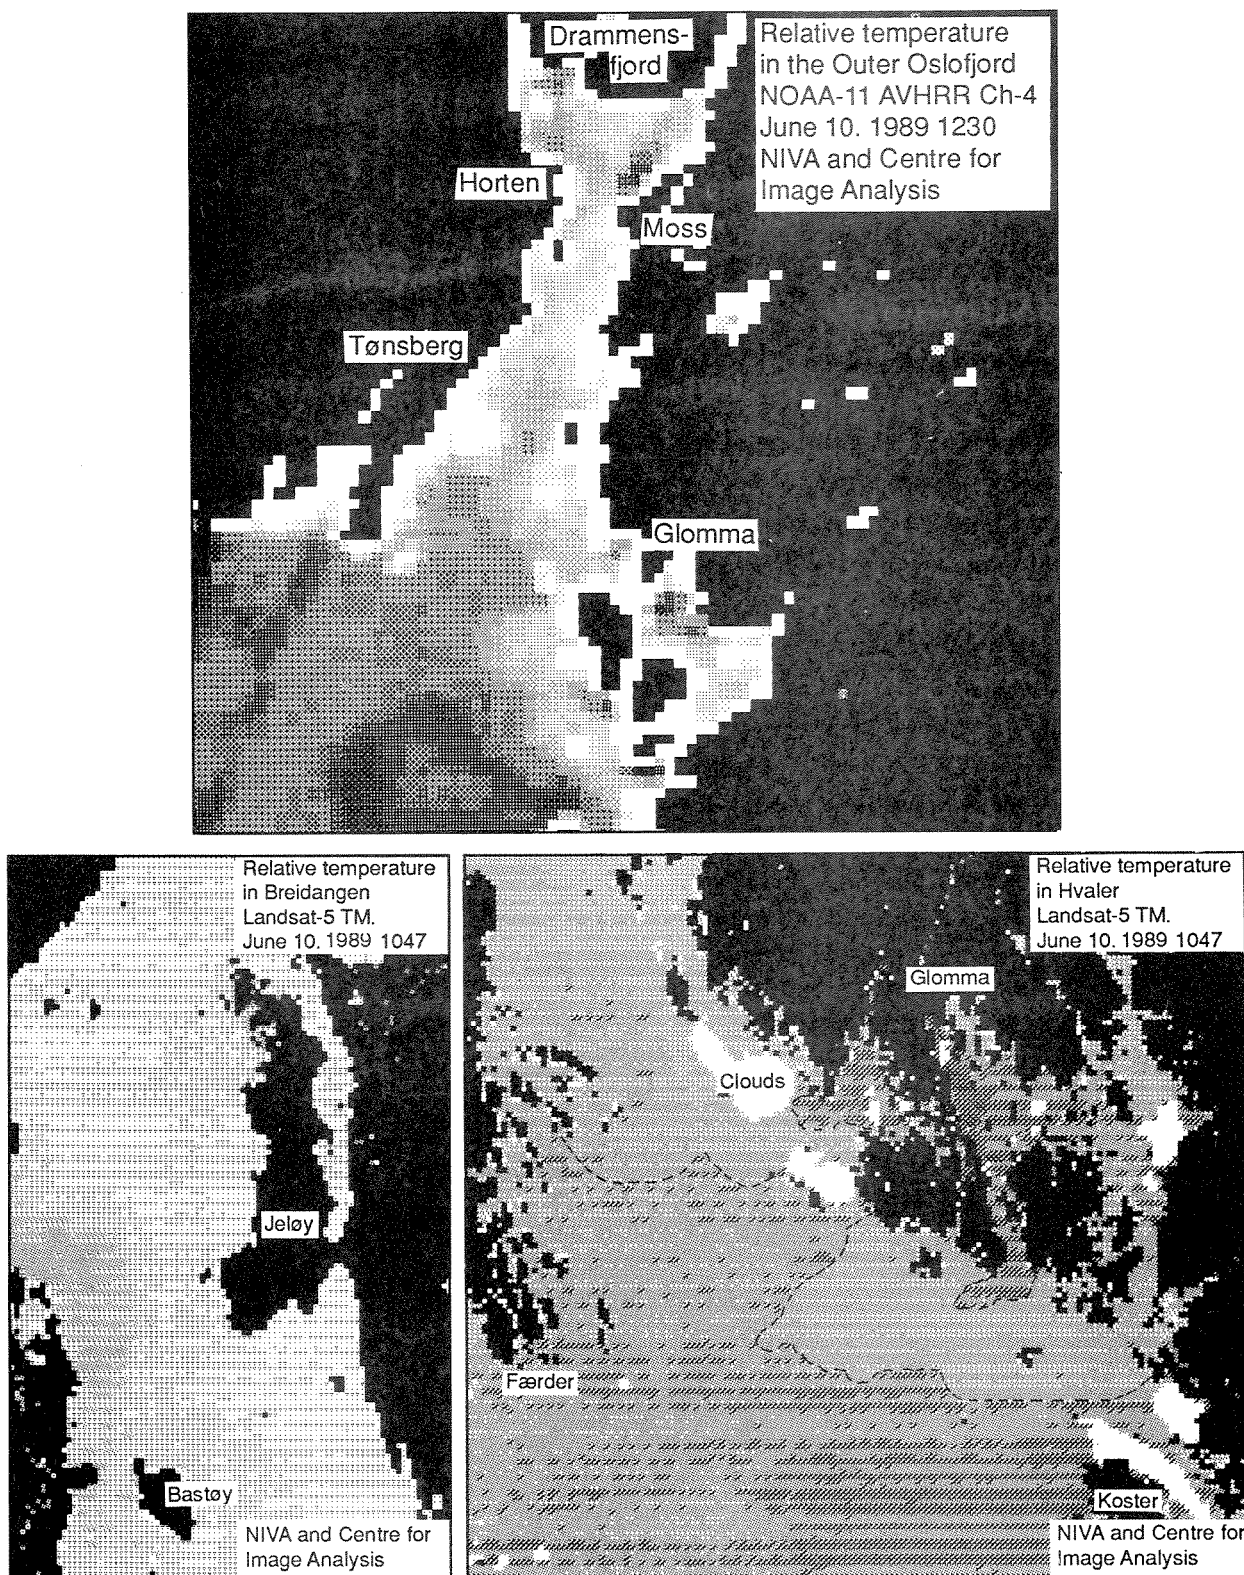 Drammens-
fjord
Relative temperature
in the Outer Oslofjord
NOAA-11 AVHRR Ch-4
June 10. 1989 1230
NIVA and Centre for
Image Analysis
Horten
Moss
Tønsberg
Glomma
Relative temperature
in Breidangen
Landsat-5 TM.
June 10. 1989 1047
Jeløy
Bastøy
NIVA and Centre for
Image Analysis
Relative temperature
in Hvaler
Landsat-5 TM.
June 10. 1989 1047
Glomma
Clouds
Færder
Koster
NIVA and Centre for
Image Analysis